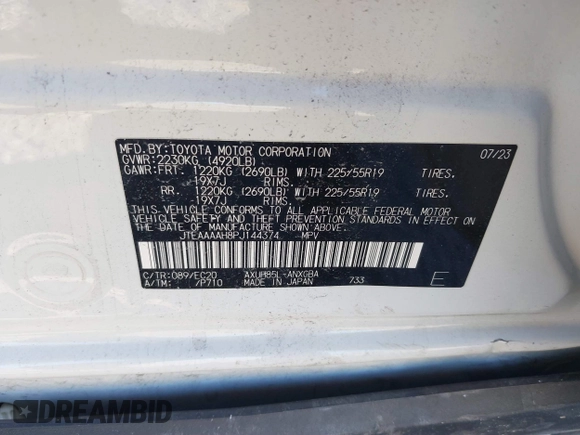 MFD.BY:TOYOTA MOTOR CORPORATION 07/23
GVWR:2230KG (4920LB)
GAWR:FRT. 1220KG (2690LB) WITH 225/55R19 TIRES.
19X7J RIMS.
RR. 1220KG (2690LB) WITH 225/55R19 TIRES.
19X7J RIMS.
THIS VEHICLE CONFORMS TO ALL APPLICABLE FEDERAL MOTOR
VEHICLE SAFETY AND THEFT PREVENTION STANDARDS IN EFFECT
ON THE DATE OF MANUFACTURE SHOWN ABOVE.
JTEAAAAH8PJ144374 MPV
C/TR:089/EC20 AXUP85L-ANXGBA
A/TM: /P710 MADE IN JAPAN 733 E
DREAMBID